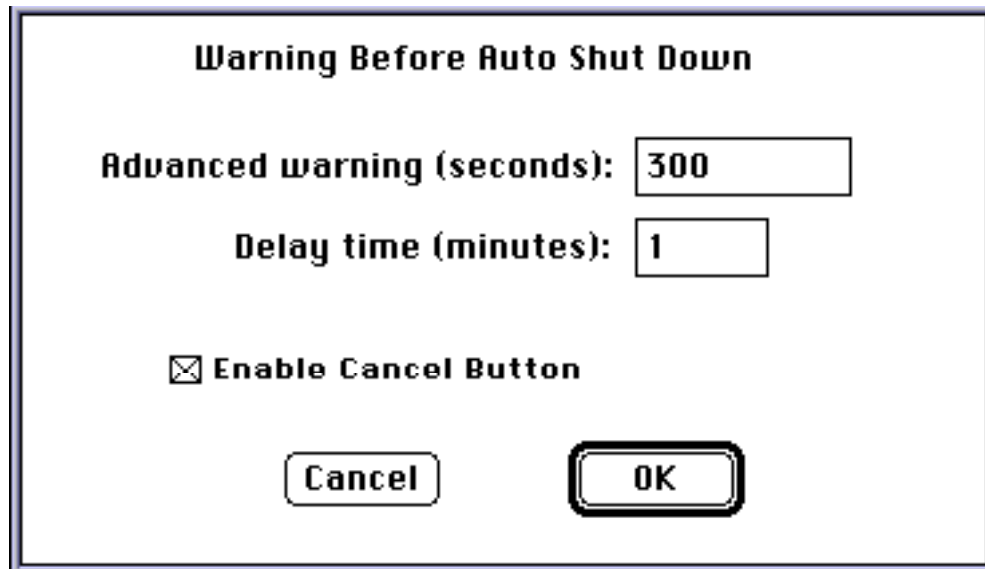 Warning Before Auto Shut Down
Advanced warning (seconds): 300
Delay time (minutes): 1
Enable Cancel Button
Cancel OK